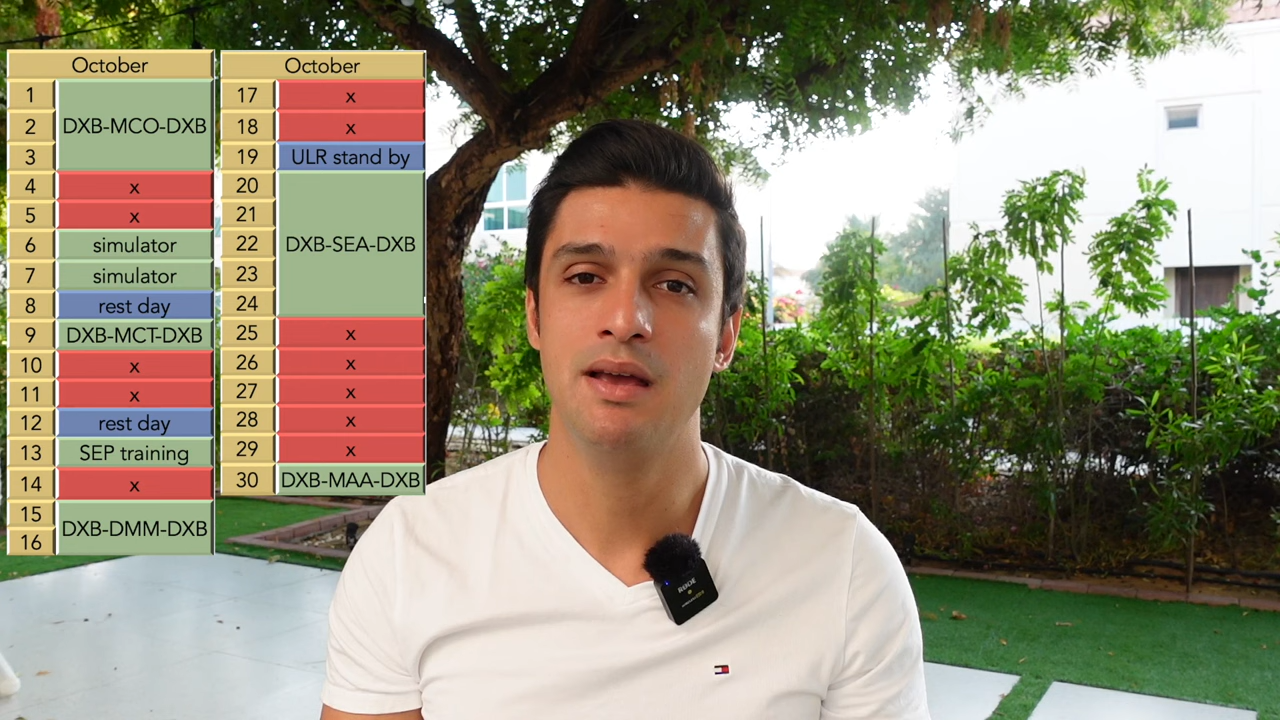 October
1
2
3
DXB-MCO-DXB
4 x
5 x
6 simulator
7 simulator
8 rest day
9 DXB-MCT-DXB
10 x
11 x
12 rest day
13 SEP training
14 x
15
16
DXB-DMM-DXB
October
17 x
18 x
19 ULR stand by
20
21
22
23
24
DXB-SEA-DXB
25 x
26 x
27 x
28 x
29 x
30 DXB-MAA-DXB
RODE